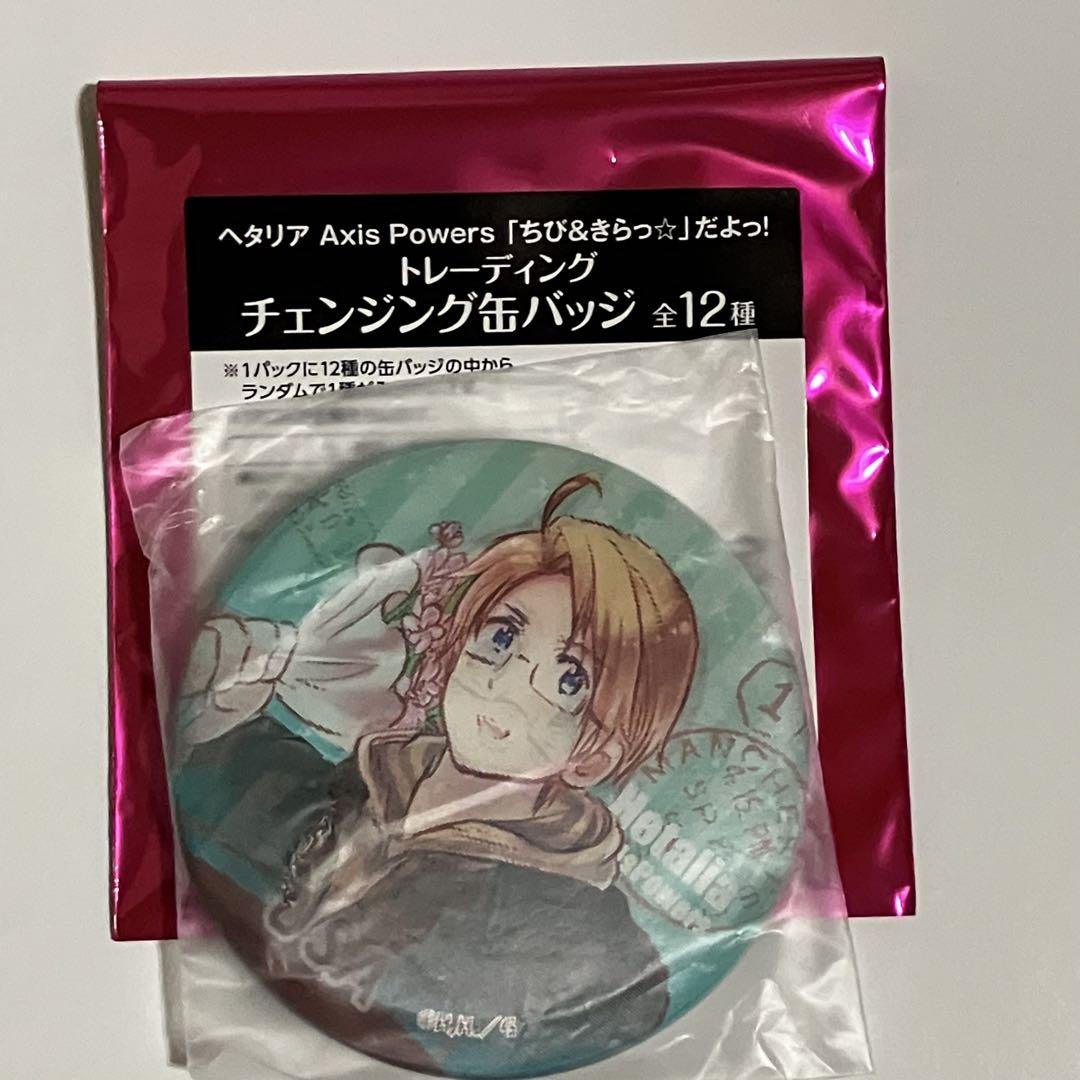 ヘタリア Axis Powers「ちび&きらっ☆」だよっ!
トレーディング
チェンジング缶バッジ 全12種
※1パックに12種の缶バッジの中から
ランダムで1種が
1
MANCHE
Hetalia